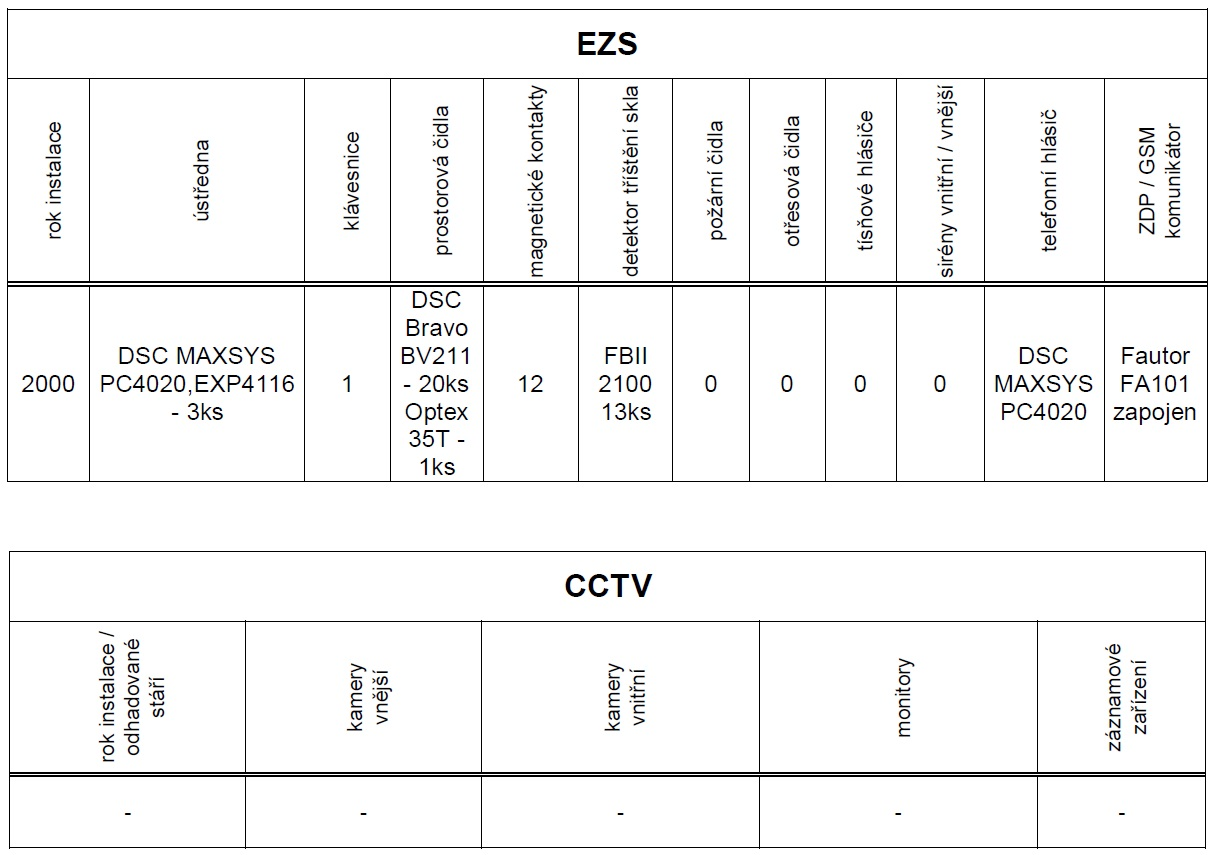 EZS
rok instalace
ústředna
klávesnice
prostorová čidla
magnetické kontakty
detektor tříštění skla
požární čidla
otřesová čidla
tísňové hlásiče
sirény vnitřní / vnější
telefonní hlásič
ZDP / GSM
komunikátor
2000
DSC MAXSYS
PC4020,EXP4116
- 3ks
1
DSC
Bravo
BV211
- 20ks
Optex
35T -
1ks
12
FBII
2100
13ks
0
0
0
0
DSC
MAXSYS
PC4020
Fautor
FA101
zapojen
CCTV
rok instalace /
odhadované
stáří
kamery
vnější
kamery
vnitřní
monitory
záznamové
zařízení
-
-
-
-
-